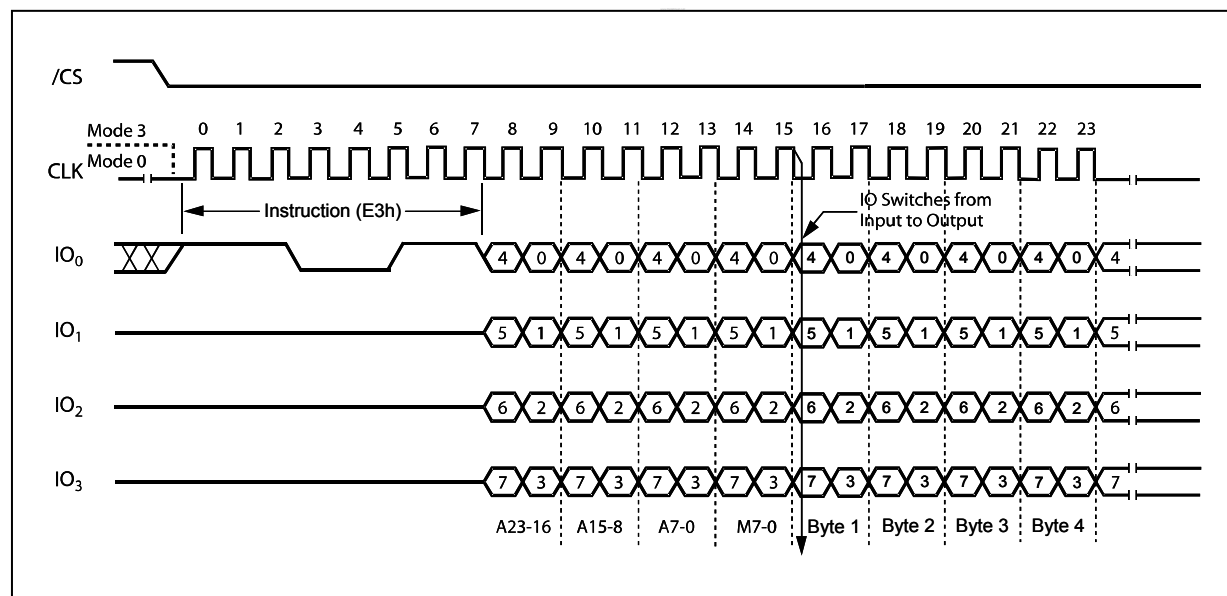 /CS
Mode 3
0 1 2 3 4 5 6 7 8 9 10 11 12 13 14 15 16 17 18 19 20 21 22 23
Mode 0
CLK
Instruction (E3h)
IO Switches from
Input to Output
IO0 4 0 4 0 4 0 4 0 4 0 4 0 4 0 4 0 4
IO1 5 1 5 1 5 1 5 1 5 1 5 1 5 1 5 1 5
IO2 6 2 6 2 6 2 6 2 6 2 6 2 6 2 6 2 6
IO3 7 3 7 3 7 3 7 3 7 3 7 3 7 3 7 3 7
A23-16 A15-8 A7-0 M7-0 Byte 1 Byte 2 Byte 3 Byte 4